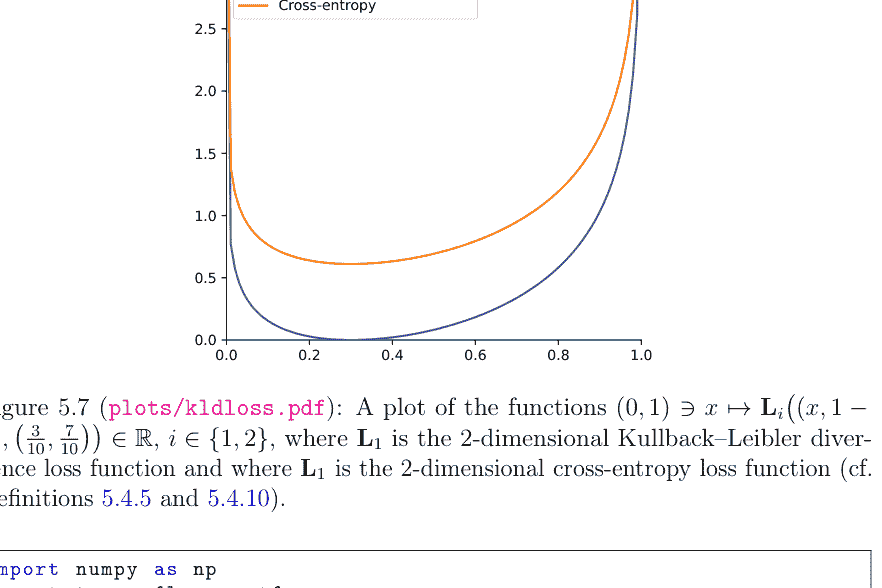 Cross-entropy
2.5
2.0
1.5
1.0
0.5
0.0
0.0 0.2 0.4 0.6 0.8 1.0
gure 5.7 (plots/kldloss.pdf): A plot of the functions (0, 1) ∋ x ↦ L_i((x, 1 −
, (3/10, 7/10)) ∈ ℝ, i ∈ {1, 2}, where L_1 is the 2-dimensional Kullback–Leibler diver-
ence loss function and where L_1 is the 2-dimensional cross-entropy loss function (cf.
efinitions 5.4.5 and 5.4.10).
mport numpy as np